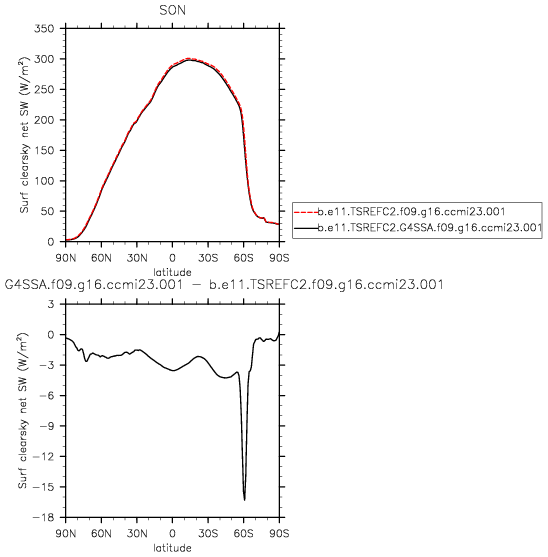 SON
350
300
250
200
150
100
50
0
Surf clearsky net SW (W/m²)
90N 60N 30N 0 30S 60S 90S
latitude
b.e11.TSREFC2.f09.g16.ccmi23.001
b.e11.TSREFC2.G4SSA.f09.g16.ccmi23.001
G4SSA.f09.g16.ccmi23.001 - b.e11.TSREFC2.f09.g16.ccmi23.001
3
0
-3
-6
-9
-12
-15
-18
Surf clearsky net SW (W/m²)
90N 60N 30N 0 30S 60S 90S
latitude